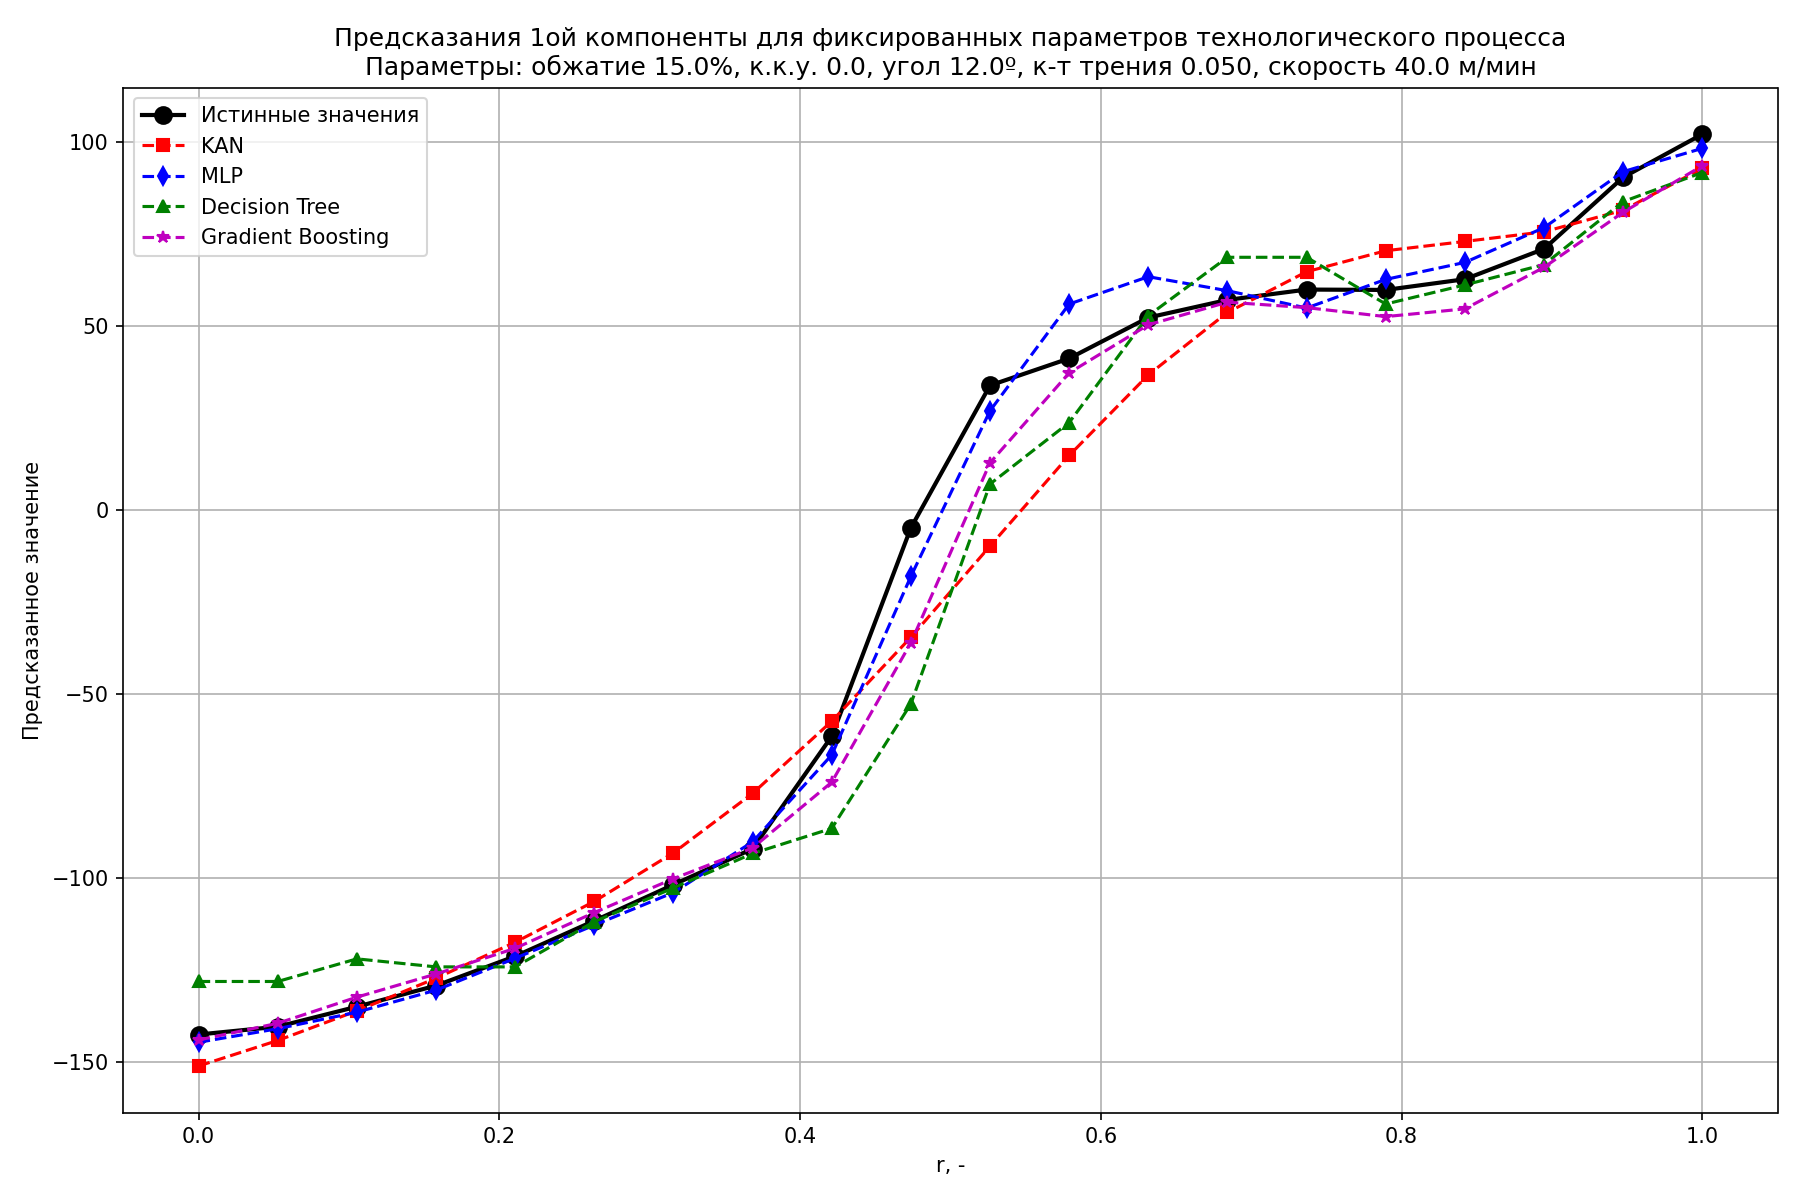 Предсказания 1ой компоненты для фиксированных параметров технологического процесса
Параметры: обжатие 15.0%, к.к.у. 0.0, угол 12.0º, к-т трения 0.050, скорость 40.0 м/мин
Истинные значения
KAN
MLP
Decision Tree
Gradient Boosting
Предсказанное значение
100
50
0
−50
−100
−150
0.0
0.2
0.4
0.6
0.8
1.0
r, -